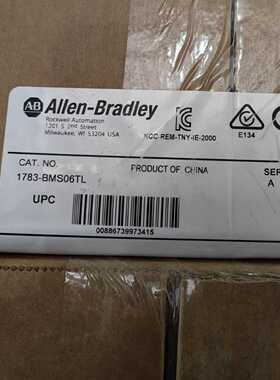 AB Allen-Bradley
Rockwell Automation
1201 S. 2nd Street
Milwaukee, WI 53204 USA
KCC-REM-TNY-IE-2000
E134
CAT. NO.
PRODUCT OF CHINA
SER
1783-BMS06TL
A
UPC
00886739973415